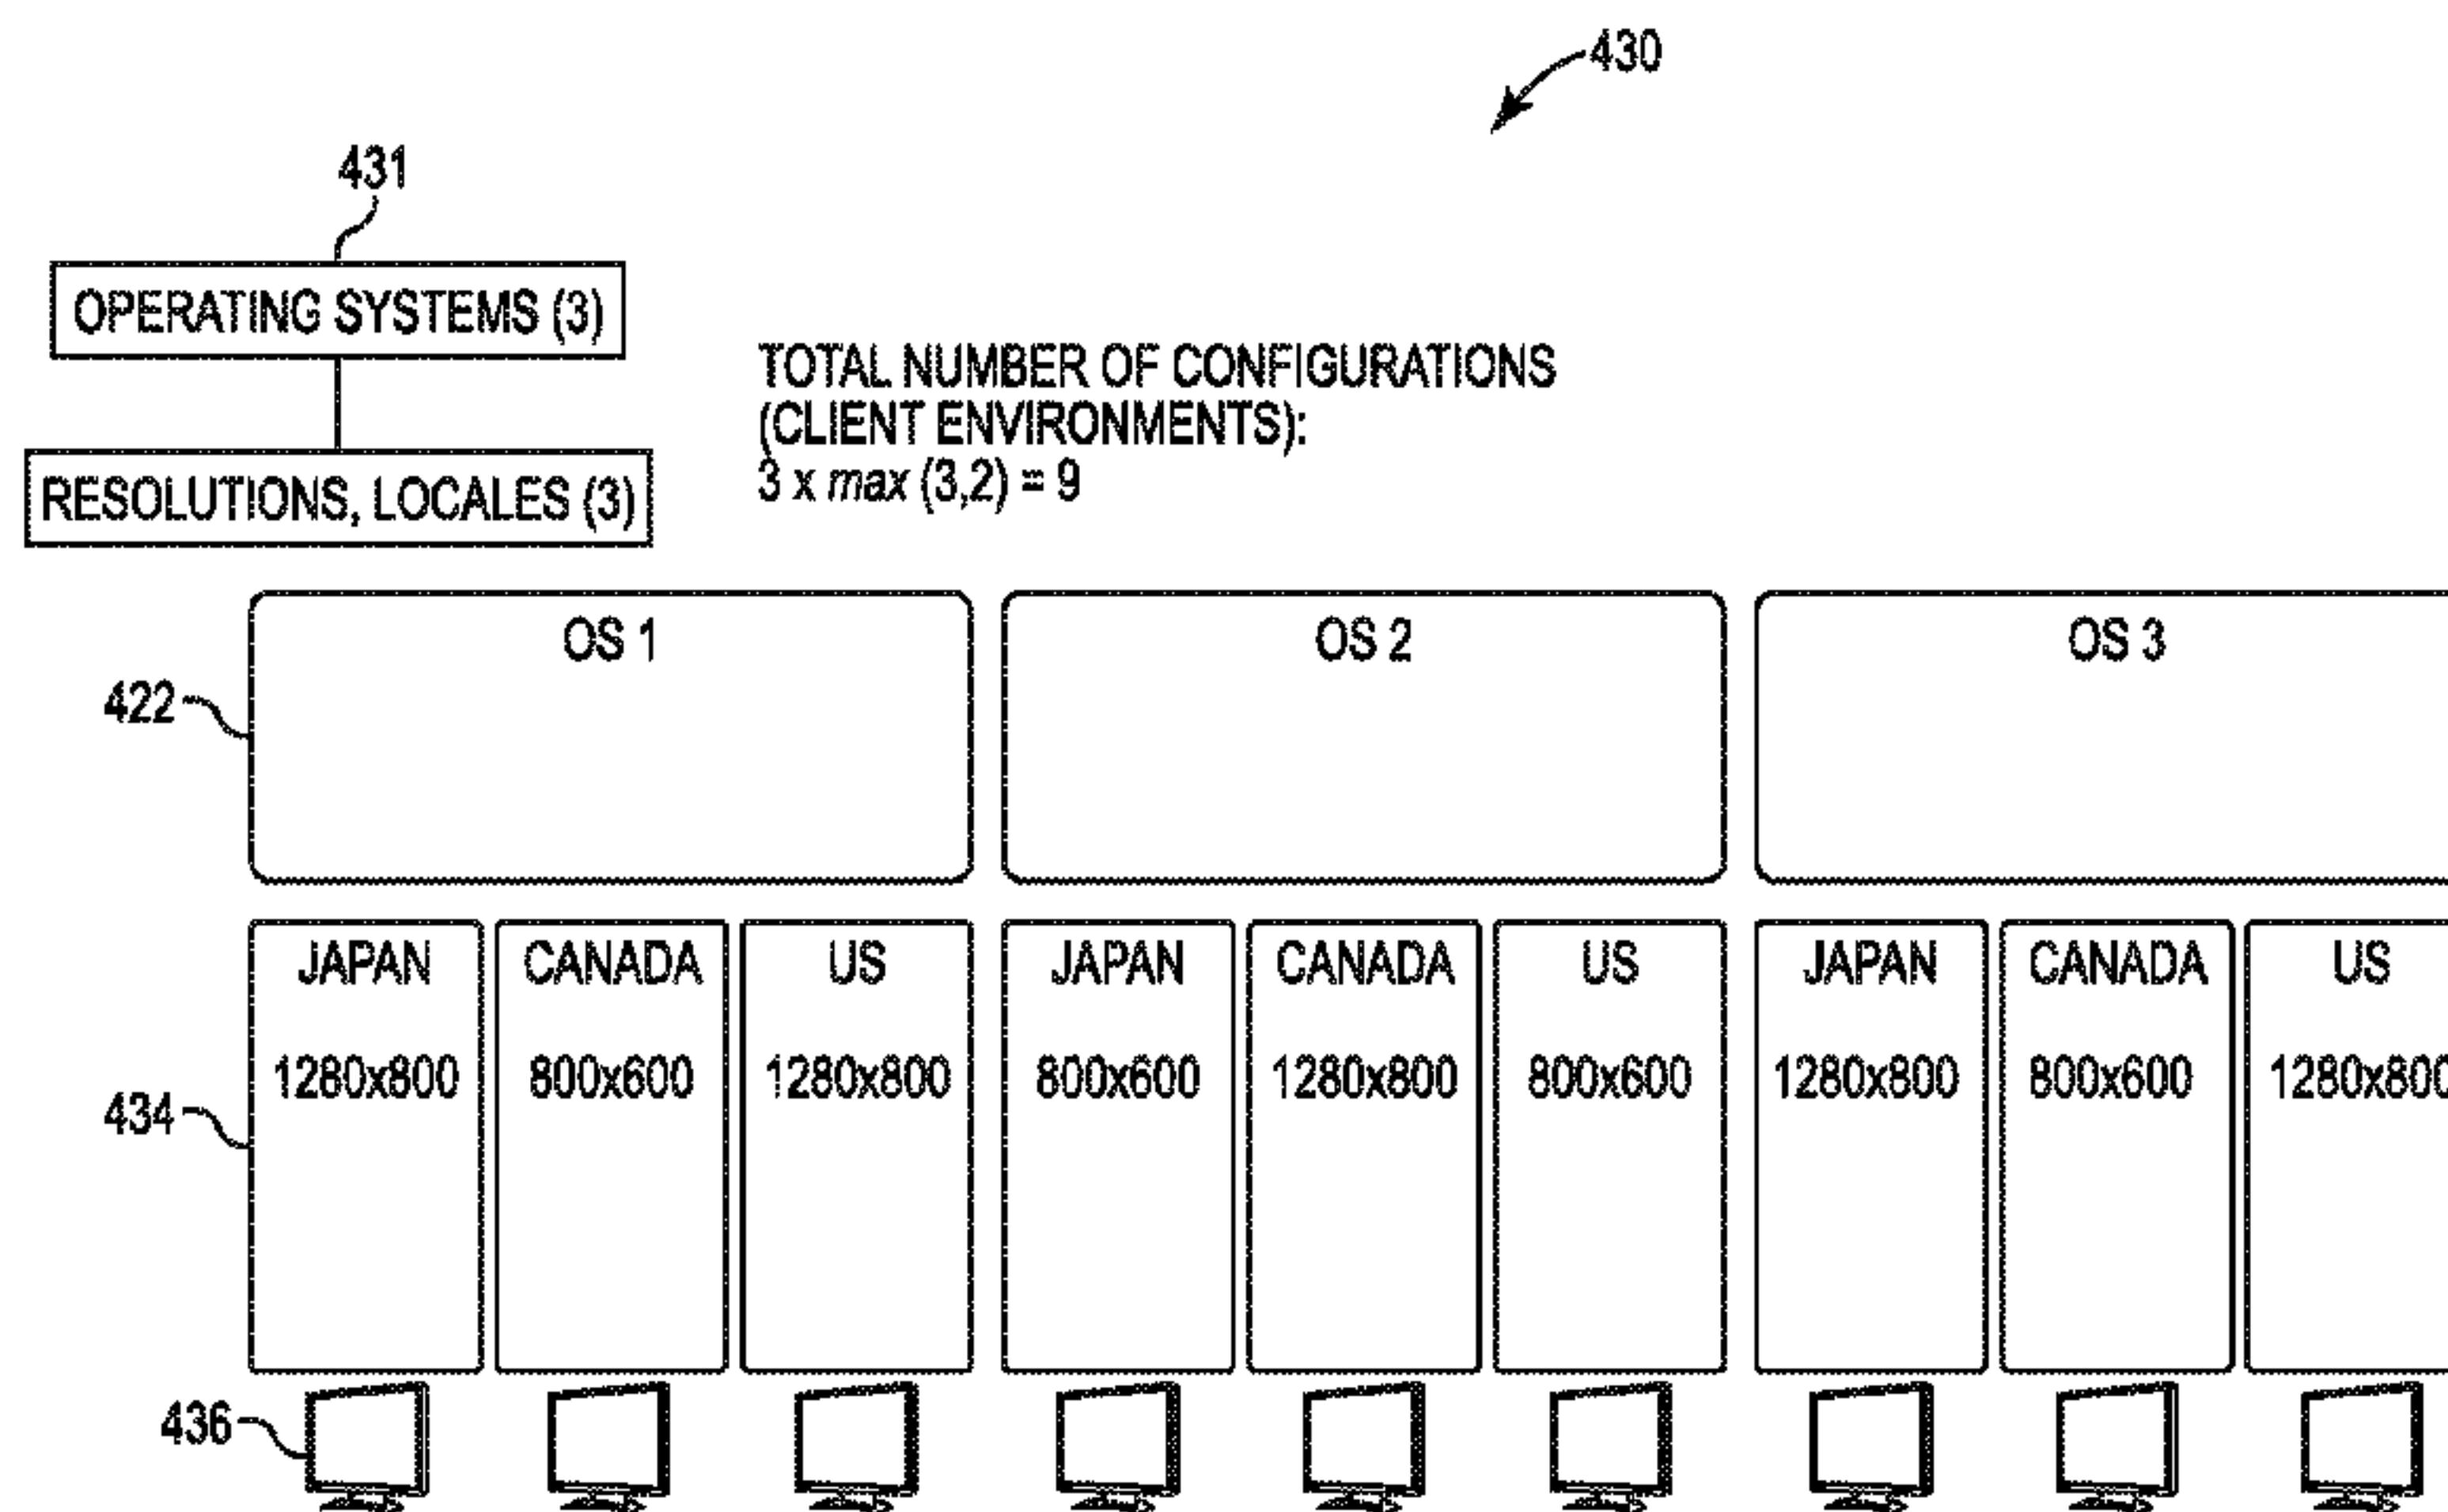 430
431
OPERATING SYSTEMS (3)
TOTAL NUMBER OF CONFIGURATIONS
(CLIENT ENVIRONMENTS):
3 x max (3,2) = 9
RESOLUTIONS, LOCALES (3)
OS 1 OS 2 OS 3
422
JAPAN CANADA US JAPAN CANADA US JAPAN CANADA US
1280x800 800x600 1280x800 800x600 1280x800 800x600 1280x800 800x600 1280x800
434
436